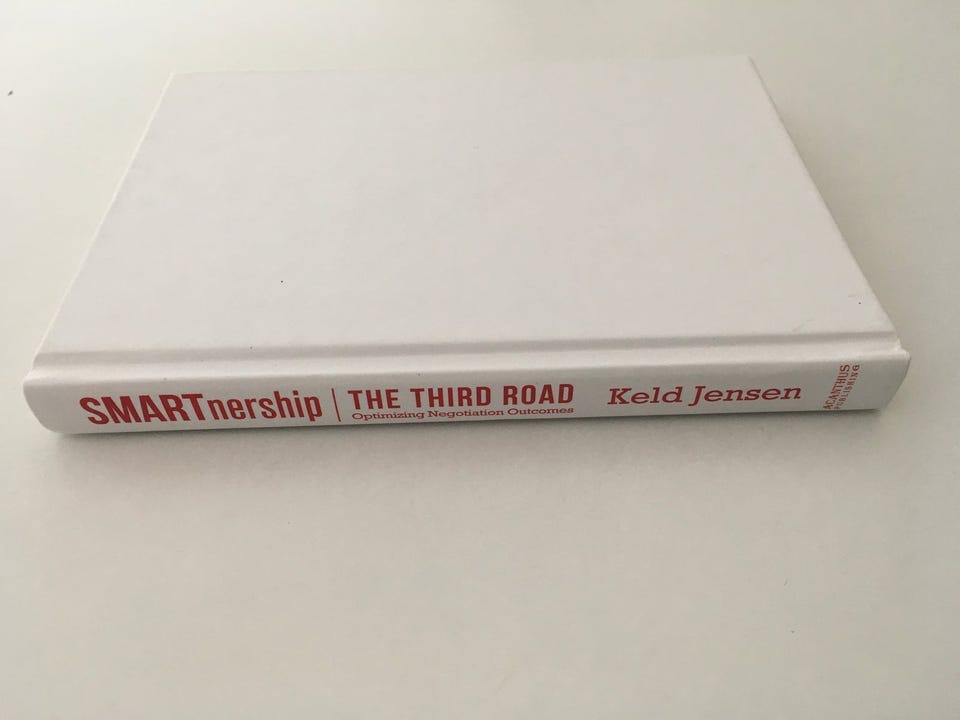 SMARTnership | THE THIRD ROAD
Optimizing Negotiation Outcomes
Keld Jensen
ACANTHUS
PUBLISHING